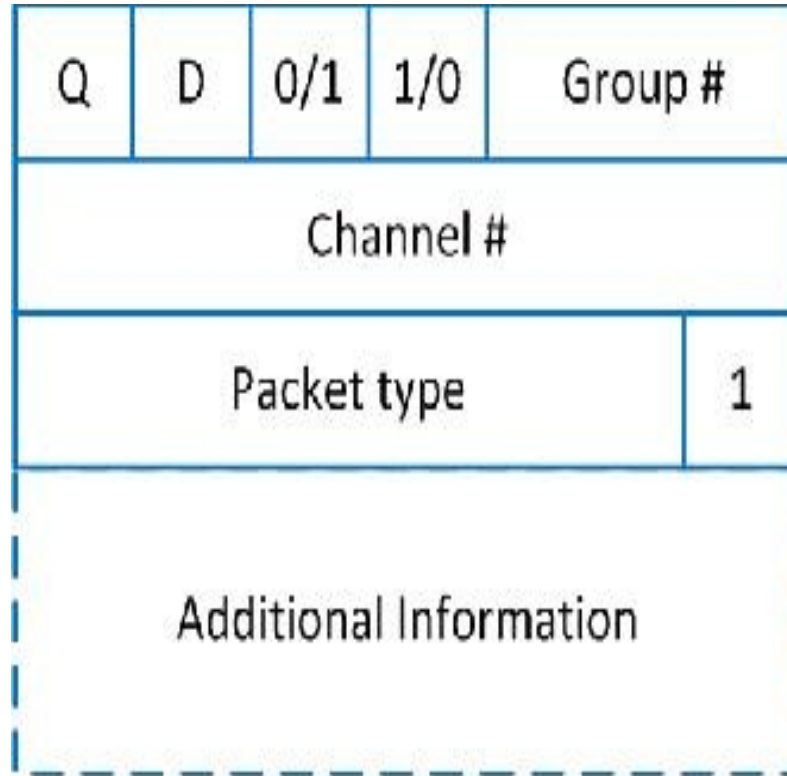 Q D 0/1 1/0 Group #
Channel #
Packet type 1
Additional Information